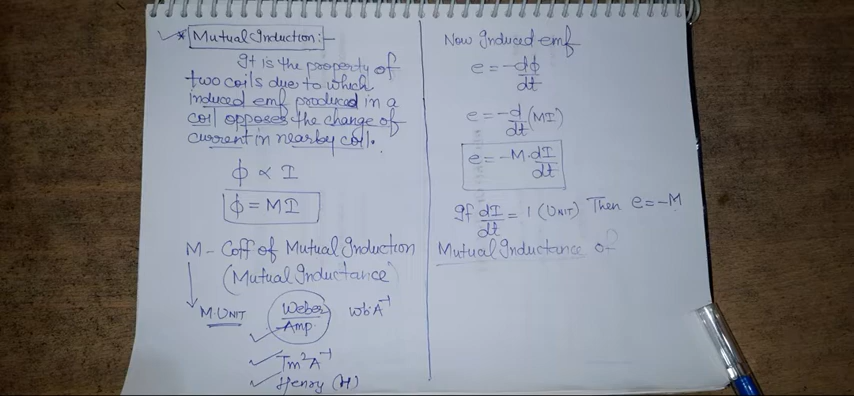 * Mutual Induction:-
It is the property of
two coils due to which
Induced emf produced in a
coil opposes the change of
current in nearby coil.
ϕ ∝ I
ϕ = MI
M - Coff of Mutual Induction
(Mutual Inductance)
M. UNIT Weber/Amp. Wb·A⁻¹
Tm²A⁻¹
Henry (H)
Now Induced emf
e = -dϕ/dt
e = -d/dt (MI)
e = -M.dI/dt
If dI/dt = 1 (UNIT) Then e = -M
Mutual Inductance of